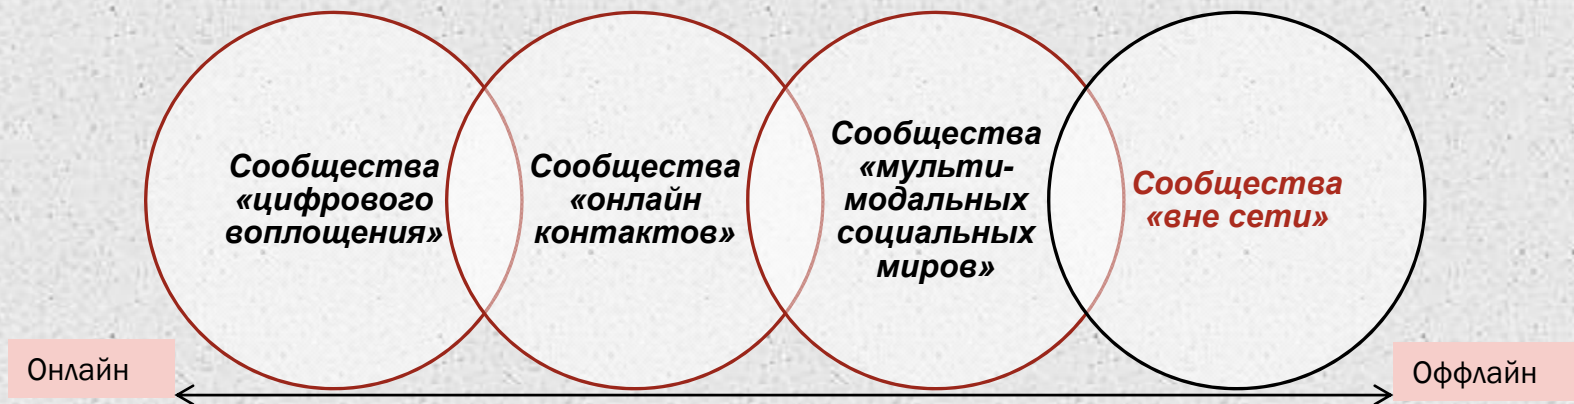 Сообщества
«цифрового
воплощения»
Сообщества
«онлайн
контактов»
Сообщества
«мульти-
модальных
социальных
миров»
Сообщества
«вне сети»
Онлайн
Оффлайн